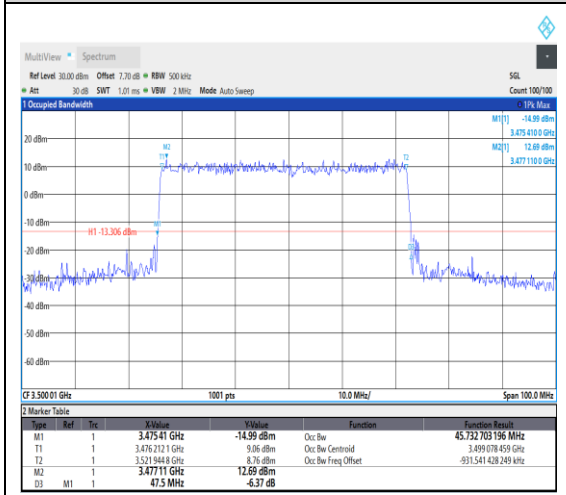 MultiView Spectrum
Ref Level 30.00 dBm Offset 7.70 dB RBW 500 kHz SGL
Att 30 dB SWT 1.01 ms VBW 2 MHz Mode Auto Sweep Count 100/100
1 Occupied Bandwidth 1Pk Max
M1[1] -14.99 dBm
3.475 410 0 GHz
M2[1] 12.69 dBm
3.477 110 0 GHz
20 dBm
M2
T1
T2
10 dBm
0 dBm
-10 dBm
M1
H1 -13.306 dBm
-20 dBm
D3
-30 dBm
-40 dBm
-50 dBm
-60 dBm
CF 3.500 01 GHz 1001 pts 10.0 MHz/ Span 100.0 MHz
2 Marker Table
Type Ref Trc X-Value Y-Value Function Function Result
M1 1 3.47541 GHz -14.99 dBm Occ Bw 45.732 703 196 MHz
T1 1 3.476 212 1 GHz 9.06 dBm Occ Bw Centroid 3.499 078 459 GHz
T2 1 3.521 944 8 GHz 8.76 dBm Occ Bw Freq Offset -931.541 428 249 kHz
M2 1 3.47711 GHz 12.69 dBm
D3 M1 1 47.5 MHz -6.37 dB